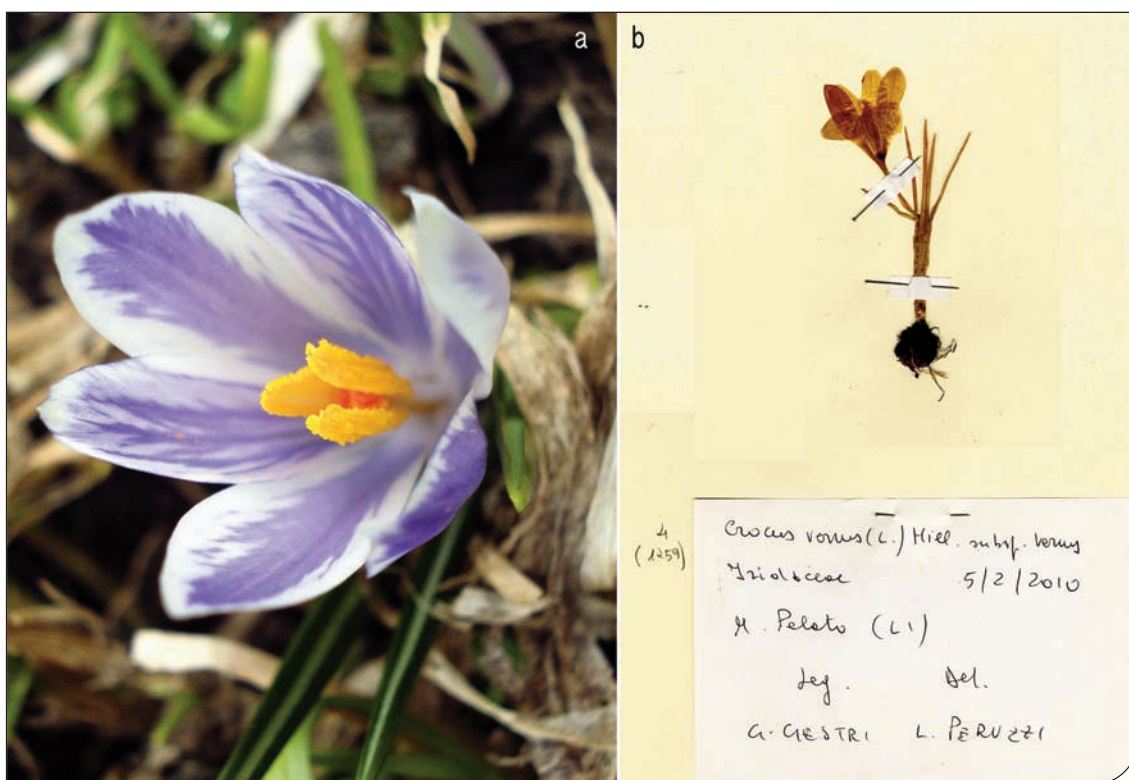 a
b
4
(1259)
Crocus vernus (L.) Hill. subsp. vernus
Iridaceae 5/2/2010
M. Pelato (LI)
Leg. Det.
G. GESTRI L. PERUZZI